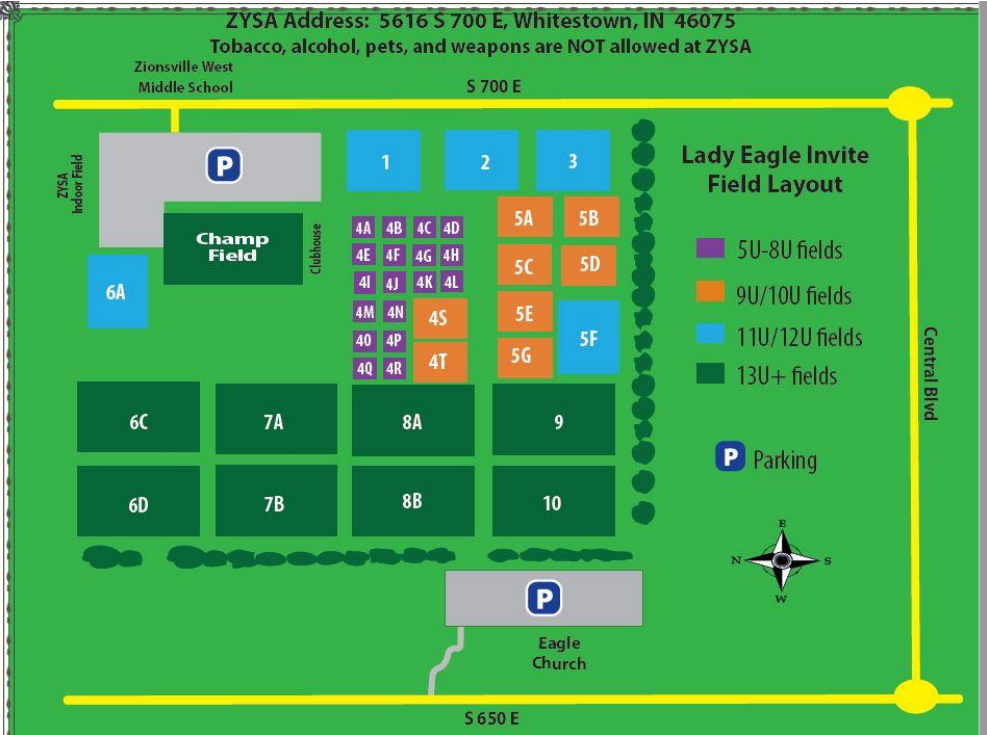 ZYSA Address: 5616 S 700 E, Whitestown, IN 46075
Tobacco, alcohol, pets, and weapons are NOT allowed at ZYSA
Zionsville West
Middle School
S 700 E
P
ZYSA
Indoor Field
1
2
3
Lady Eagle Invite
Field Layout
Champ
Field
Clubhouse
6A
4A
4B
4C
4D
4E
4F
4G
4H
4I
4J
4K
4L
4M
4N
4O
4P
4Q
4R
4S
4T
5A
5B
5C
5D
5E
5F
5G
5U-8U fields
9U/10U fields
11U/12U fields
13U+ fields
Central Blvd
6C
7A
8A
9
6D
7B
8B
10
P Parking
E
N
S
W
P
Eagle
Church
S 650 E